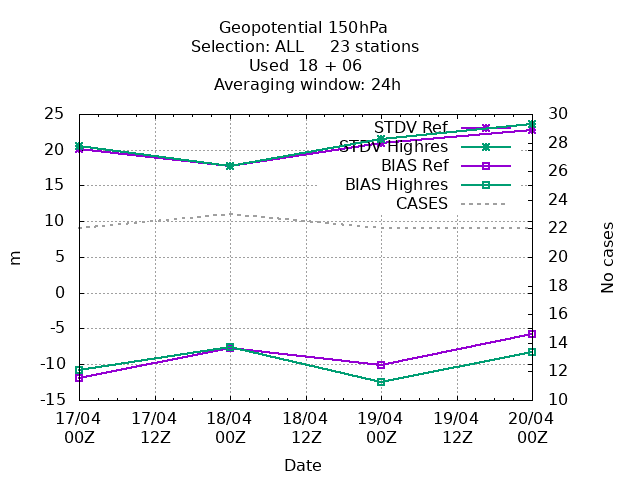 Geopotential 150hPa
Selection: ALL 23 stations
Used 18 + 06
Averaging window: 24h
25
20
15
10
5
0
-5
-10
-15
m
30
28
26
24
22
20
18
16
14
12
10
No cases
STDV Ref
STDV Highres
BIAS Ref
BIAS Highres
CASES
17/04 17/04 18/04 18/04 19/04 19/04 20/04
00Z 12Z 00Z 12Z 00Z 12Z 00Z
Date